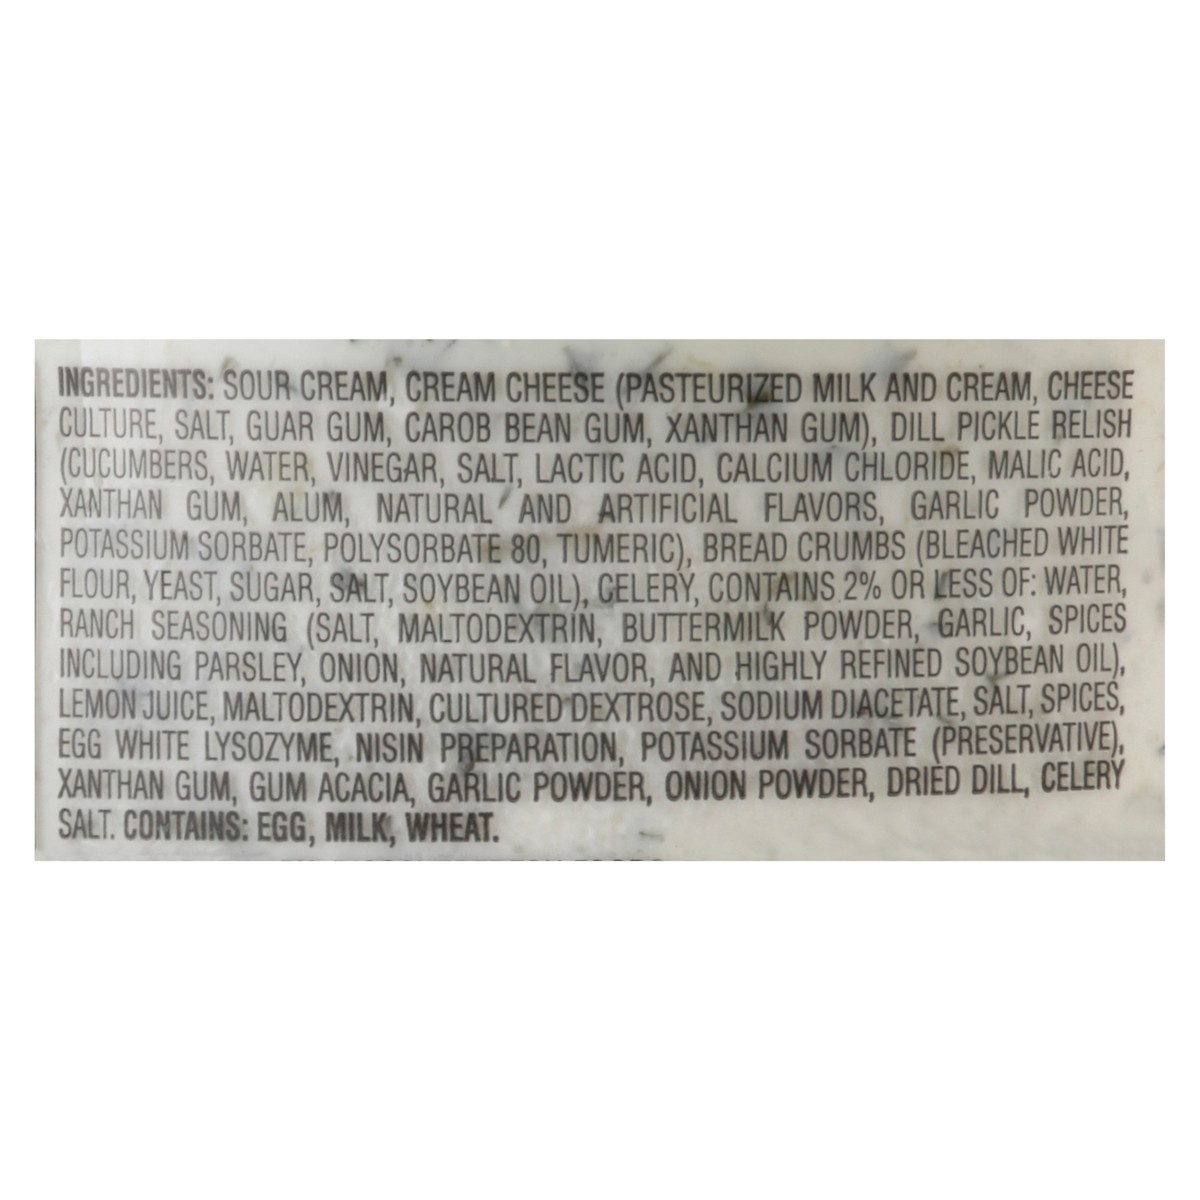 INGREDIENTS: SOUR CREAM, CREAM CHEESE (PASTEURIZED MILK AND CREAM, CHEESE
CULTURE, SALT, GUAR GUM, CAROB BEAN GUM, XANTHAN GUM), DILL PICKLE RELISH
(CUCUMBERS, WATER, VINEGAR, SALT, LACTIC ACID, CALCIUM CHLORIDE, MALIC ACID,
XANTHAN GUM, ALUM, NATURAL AND ARTIFICIAL FLAVORS, GARLIC POWDER,
POTASSIUM SORBATE, POLYSORBATE 80, TUMERIC), BREAD CRUMBS (BLEACHED WHITE
FLOUR, YEAST, SUGAR, SALT, SOYBEAN OIL), CELERY, CONTAINS 2% OR LESS OF: WATER,
RANCH SEASONING (SALT, MALTODEXTRIN, BUTTERMILK POWDER, GARLIC, SPICES
INCLUDING PARSLEY, ONION, NATURAL FLAVOR, AND HIGHLY REFINED SOYBEAN OIL),
LEMON JUICE, MALTODEXTRIN, CULTURED DEXTROSE, SODIUM DIACETATE, SALT, SPICES,
EGG WHITE LYSOZYME, NISIN PREPARATION, POTASSIUM SORBATE (PRESERVATIVE),
XANTHAN GUM, GUM ACACIA, GARLIC POWDER, ONION POWDER, DRIED DILL, CELERY
SALT. CONTAINS: EGG, MILK, WHEAT.